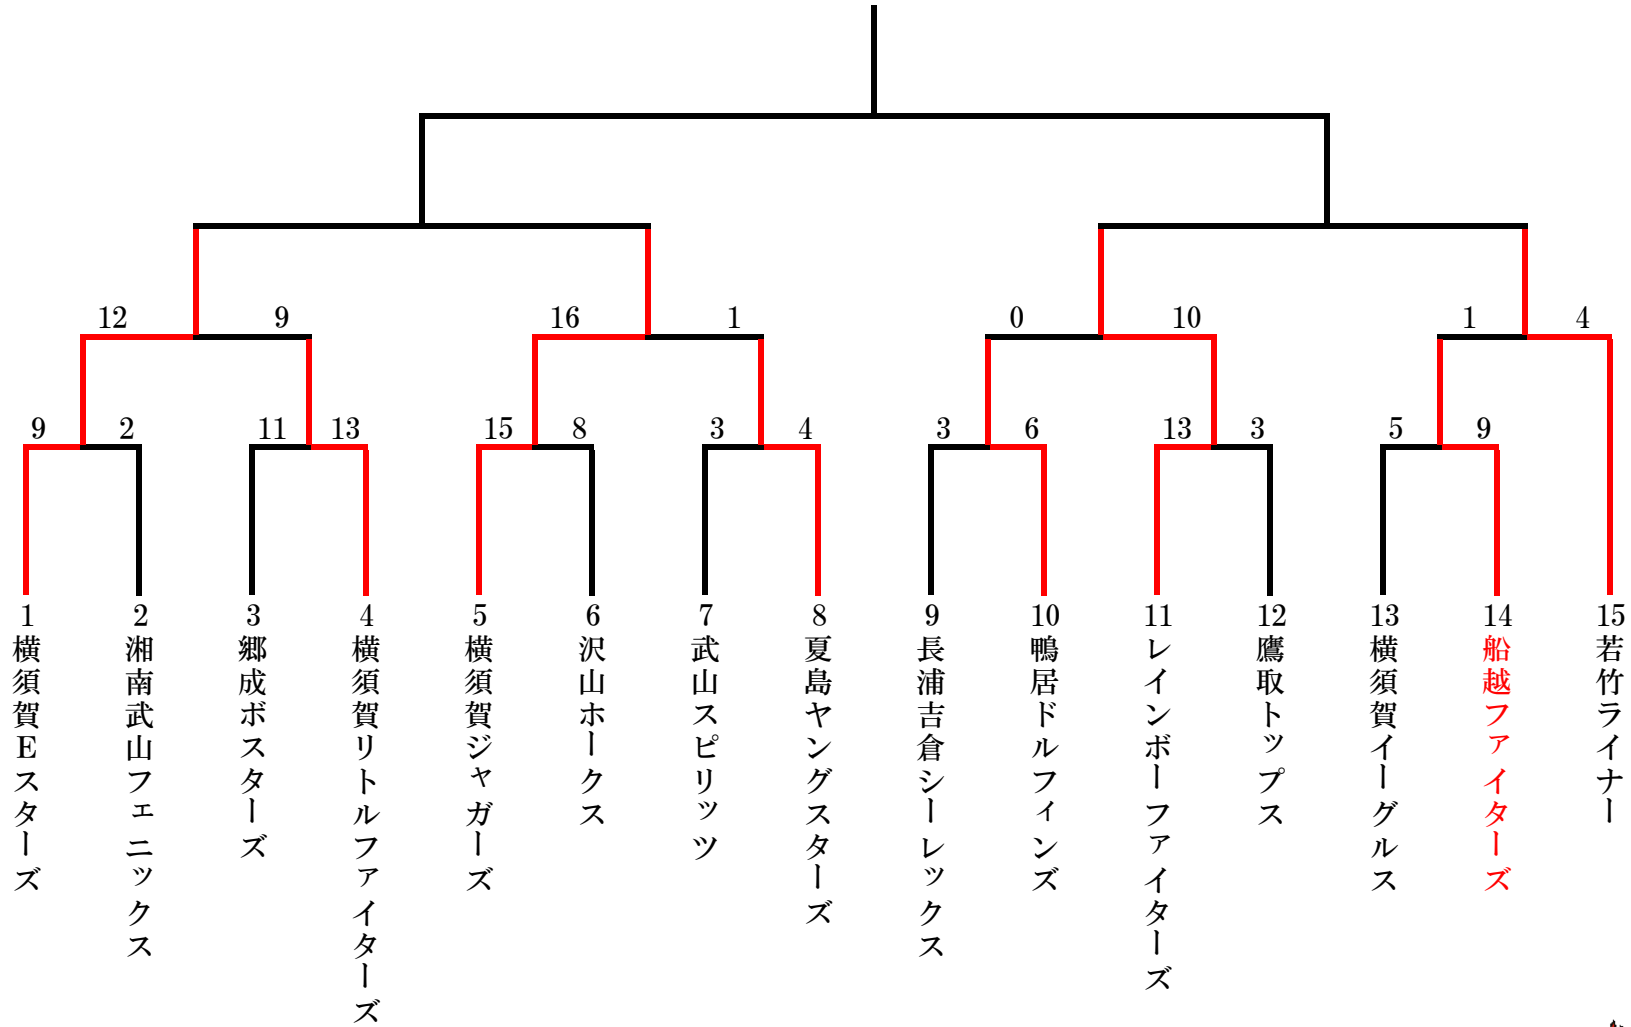 12 9 16 1 0 10 1 4
9 2 11 13 15 8 3 4 3 6 13 3 5 9
1 2 3 4 5 6 7 8 9 10 11 12 13 14 15
横須賀Eスターズ
湘南武山フェニックス
郷成ボスターズ
横須賀リトルファイターズ
横須賀ジャガーズ
沢山ホークス
武山スピリッツ
夏島ヤングスターズ
長浦吉倉シーレックス
鴨居ドルフィンズ
レインボーファイターズ
鷹取トップス
横須賀イーグルス
船越ファイターズ
若竹ライナー